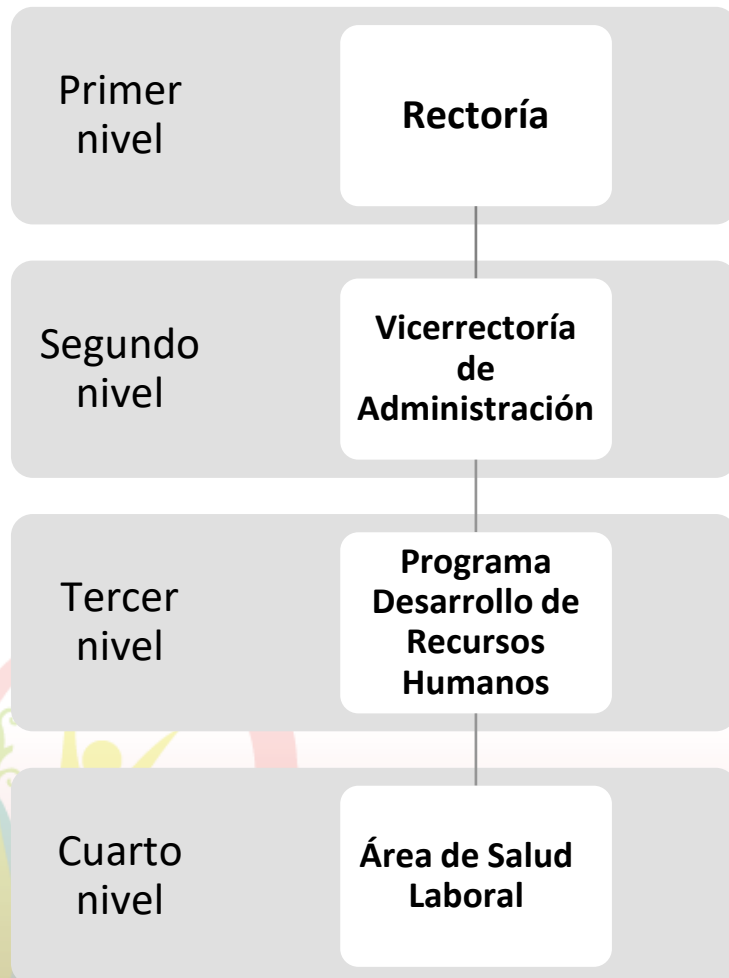 Primer
nivel
Rectoría
Segundo
nivel
Vicerrectoría
de
Administración
Tercer
nivel
Programa
Desarrollo de
Recursos
Humanos
Cuarto
nivel
Área de Salud
Laboral